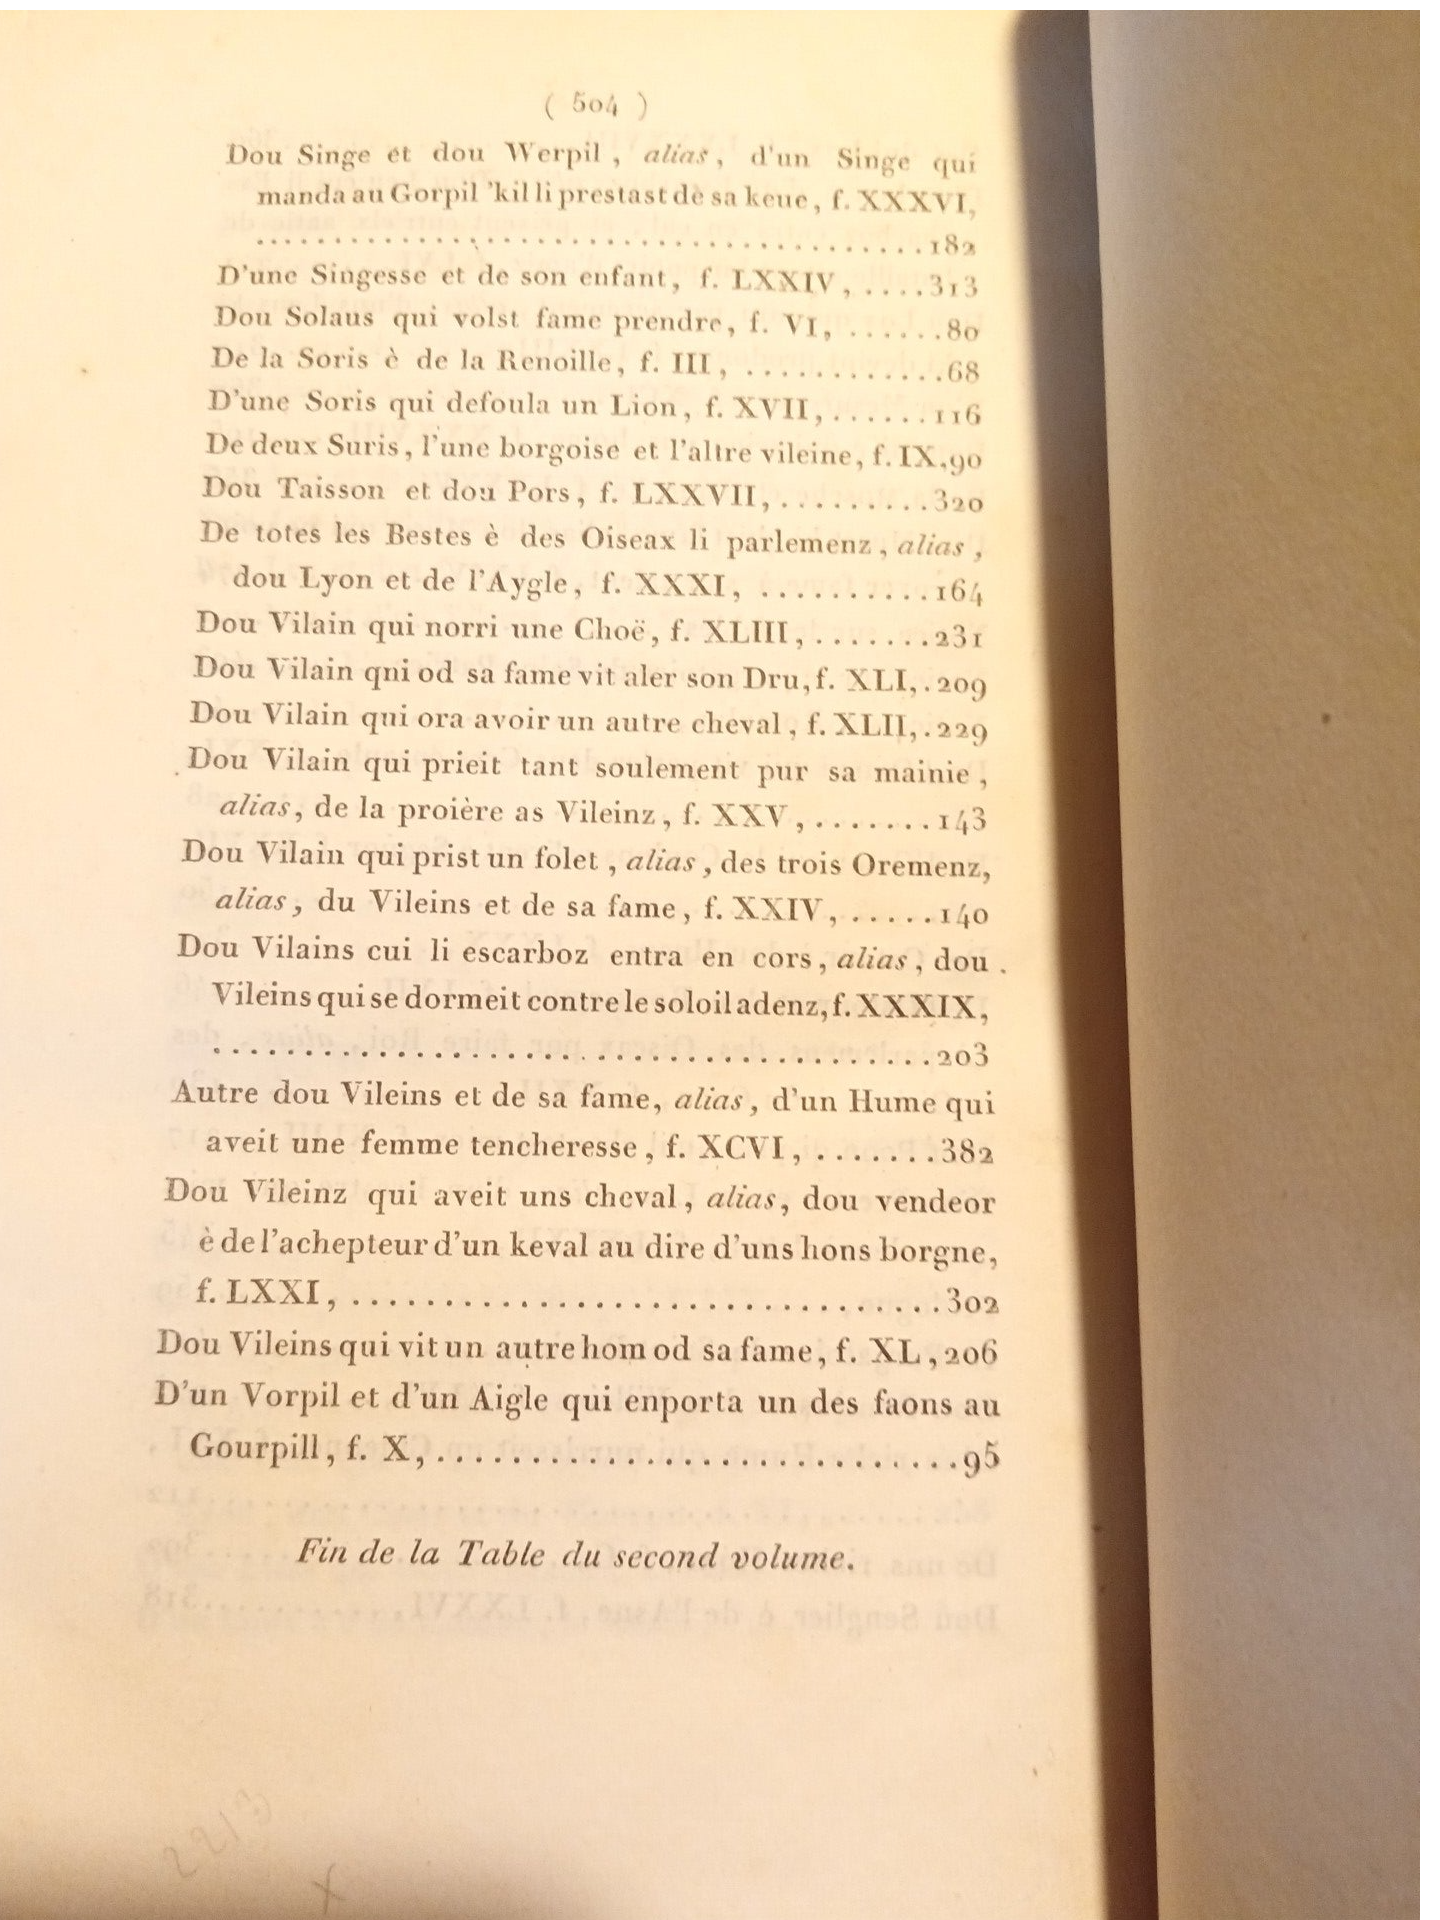 ( 504 )
Dou Singe et dou Werpil, alias, d'un Singe qui
manda au Gorpil 'kil li prestast de sa keue, f. XXXVI,
........................................182
D'une Singesse et de son enfant, f. LXXIV, ....313
Dou Solaus qui volst fame prendre, f. VI, ......80
De la Soris è de la Renoille, f. III, ............68
D'une Soris qui defoula un Lion, f. XVII,.......116
De deux Suris, l'une borgoise et l'altre vileine, f. IX.90
Dou Taisson et dou Pors, f. LXXVII,.........320
De totes les Bestes è des Oiseax li parlemenz, alias,
dou Lyon et de l'Aygle, f. XXXI, ..........164
Dou Vilain qui norri une Choë, f. XLIII,.......231
Dou Vilain qni od sa fame vit aler son Dru, f. XLI,.209
Dou Vilain qui ora avoir un autre cheval, f. XLII,.229
Dou Vilain qui prieit tant soulement pur sa mainie,
alias, de la proière as Vileinz, f. XXV,.......143
Dou Vilain qui prist un folet, alias, des trois Oremenz,
alias, du Vileins et de sa fame, f. XXIV,.....140
Dou Vilains cui li escarboz entra en cors, alias, dou
Vileins qui se dormeit contre le soloil adenz, f. XXXIX,
......................................203
Autre dou Vileins et de sa fame, alias, d'un Hume qui
aveit une femme tencheresse, f. XCVI, .......382
Dou Vileinz qui aveit uns cheval, alias, dou vendeor
è de l'achepteur d'un keval au dire d'uns hons borgne,
f. LXXI, ................................302
Dou Vileins qui vit un autre hom od sa fame, f. XL, 206
D'un Vorpil et d'un Aigle qui enporta un des faons au
Gourpill, f. X,............................95
Fin de la Table du second volume.
2213
X